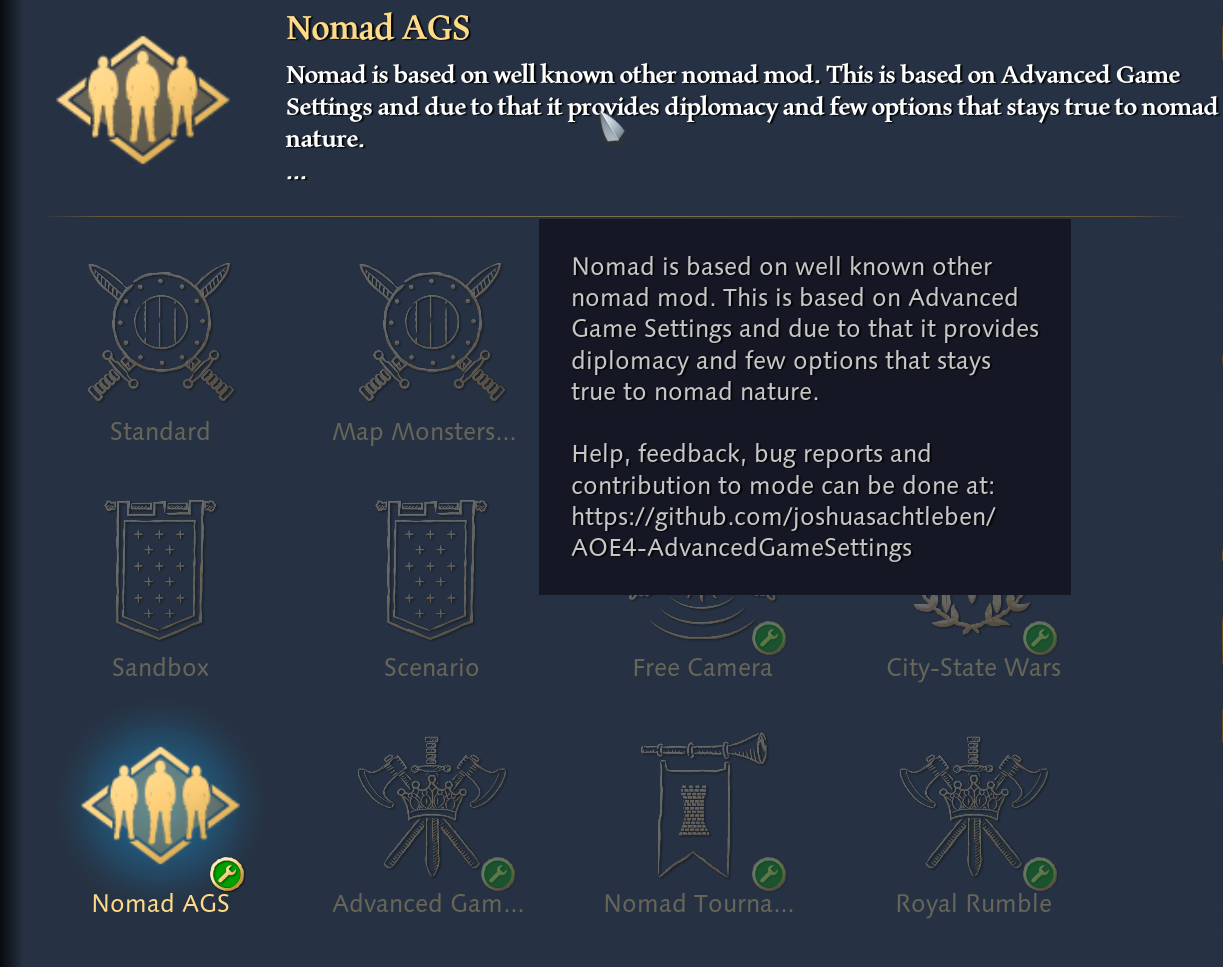 Nomad AGS
Nomad is based on well known other nomad mod. This is based on Advanced Game
Settings and due to that it provides diplomacy and few options that stays true to nomad
nature.
...
Nomad is based on well known other
nomad mod. This is based on Advanced
Game Settings and due to that it provides
diplomacy and few options that stays
true to nomad nature.
Help, feedback, bug reports and
contribution to mode can be done at:
https://github.com/joshuasachtleben/
AOE4-AdvancedGameSettings
Standard
Map Monsters...
Sandbox
Scenario
Free Camera
City-State Wars
Nomad AGS
Advanced Gam...
Nomad Tourna...
Royal Rumble